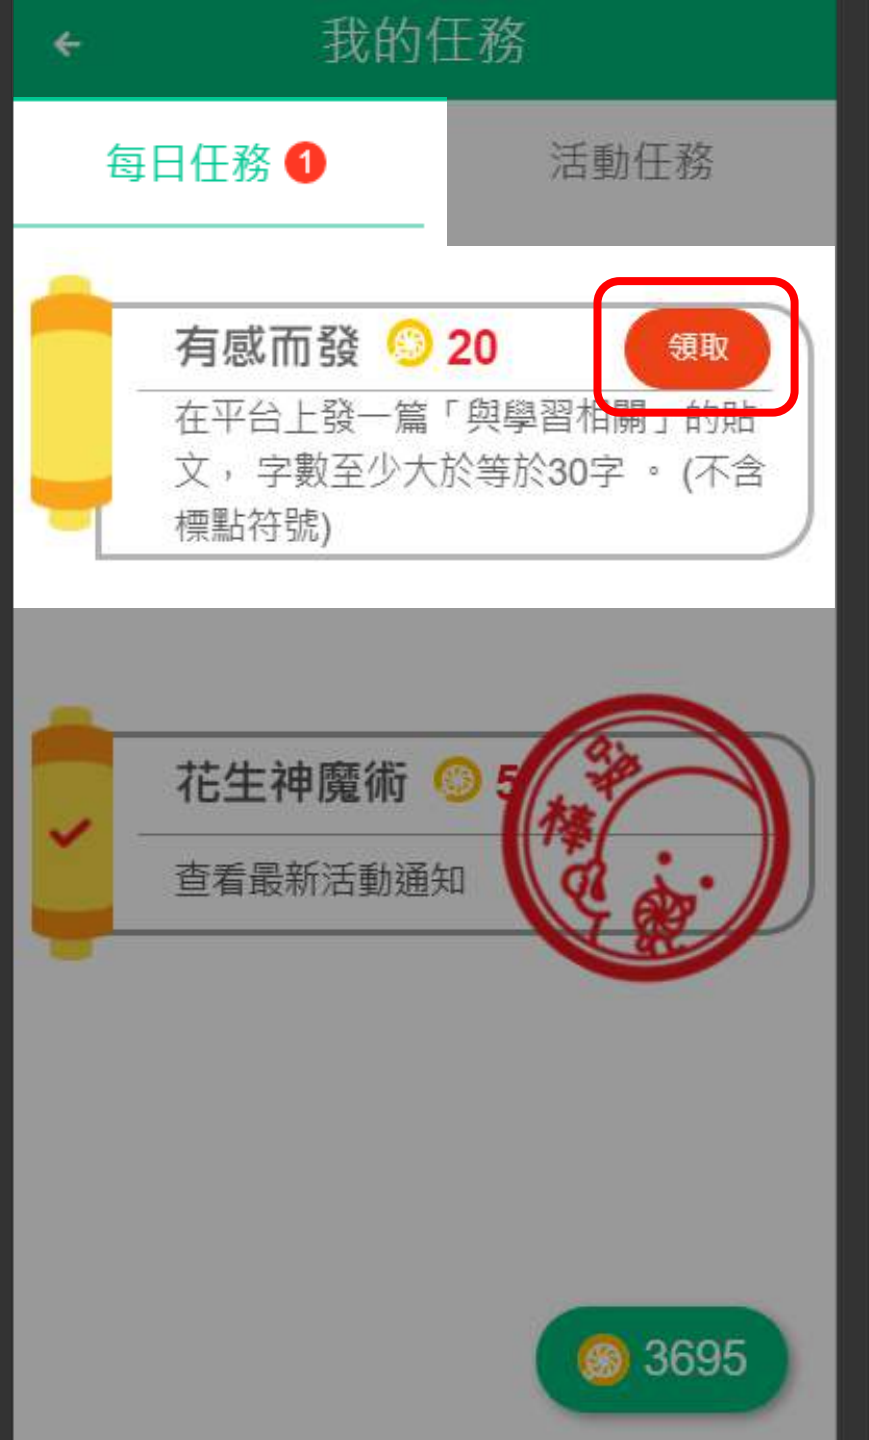 我的任務
每日任務 1
活動任務
有感而發 20
領取
在平台上發一篇「與學習相關」的貼
文， 字數至少大於等於30字 。 (不含
標點符號)
花生神魔術 5
查看最新活動通知
棒
3695